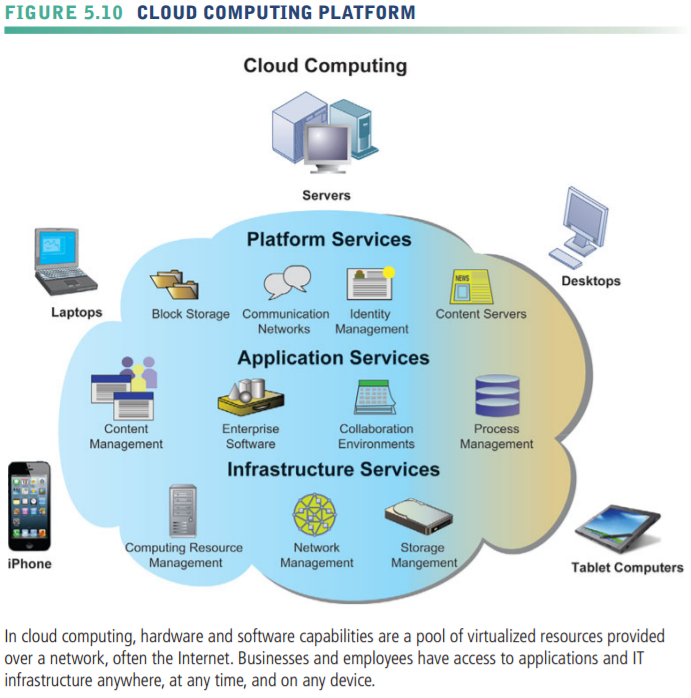 FIGURE 5.10 CLOUD COMPUTING PLATFORM
Cloud Computing
Servers
Laptops
Desktops
Platform Services
Block Storage
Communication
Networks
Identity
Management
NEWS
Content Servers
Application Services
Content
Management
Enterprise
Software
Collaboration
Environments
Process
Management
Infrastructure Services
Computing Resource
Management
Network
Management
Storage
Mangement
iPhone
Tablet Computers
In cloud computing, hardware and software capabilities are a pool of virtualized resources provided
over a network, often the Internet. Businesses and employees have access to applications and IT
infrastructure anywhere, at any time, and on any device.